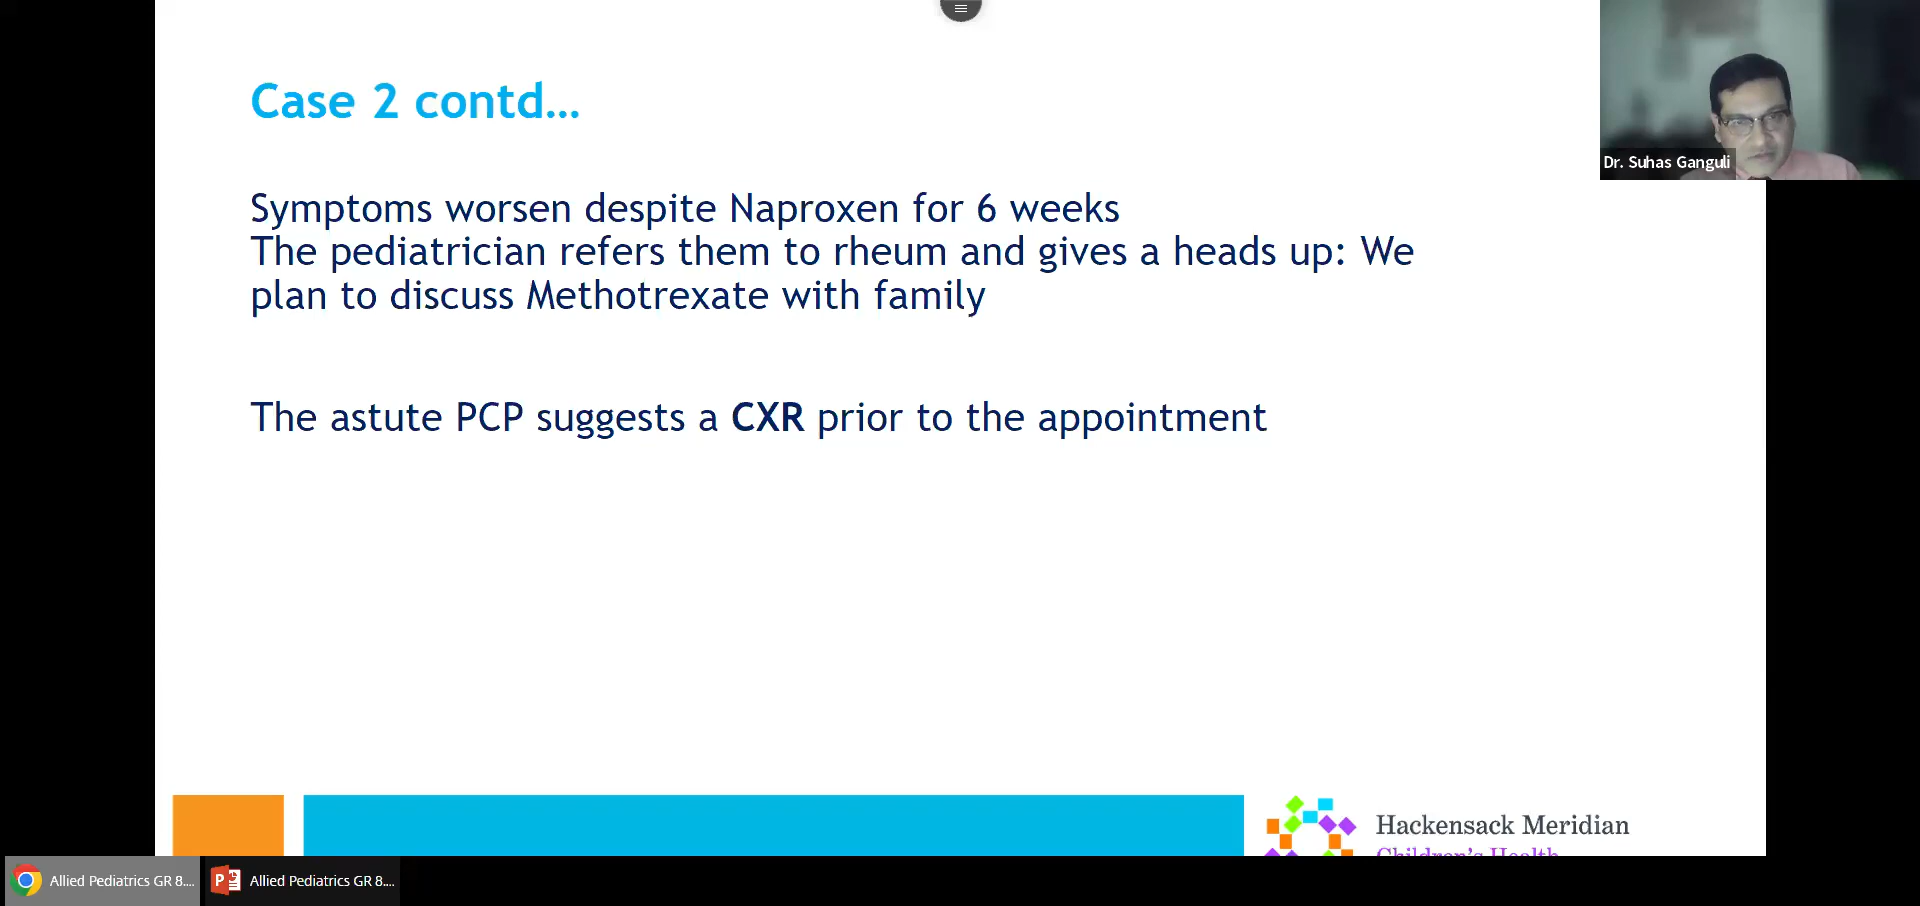 Case 2 contd...
Dr. Suhas Ganguli
Symptoms worsen despite Naproxen for 6 weeks
The pediatrician refers them to rheum and gives a heads up: We
plan to discuss Methotrexate with family
The astute PCP suggests a CXR prior to the appointment
Hackensack Meridian
Children's Health
Allied Pediatrics GR 8....
Allied Pediatrics GR 8....